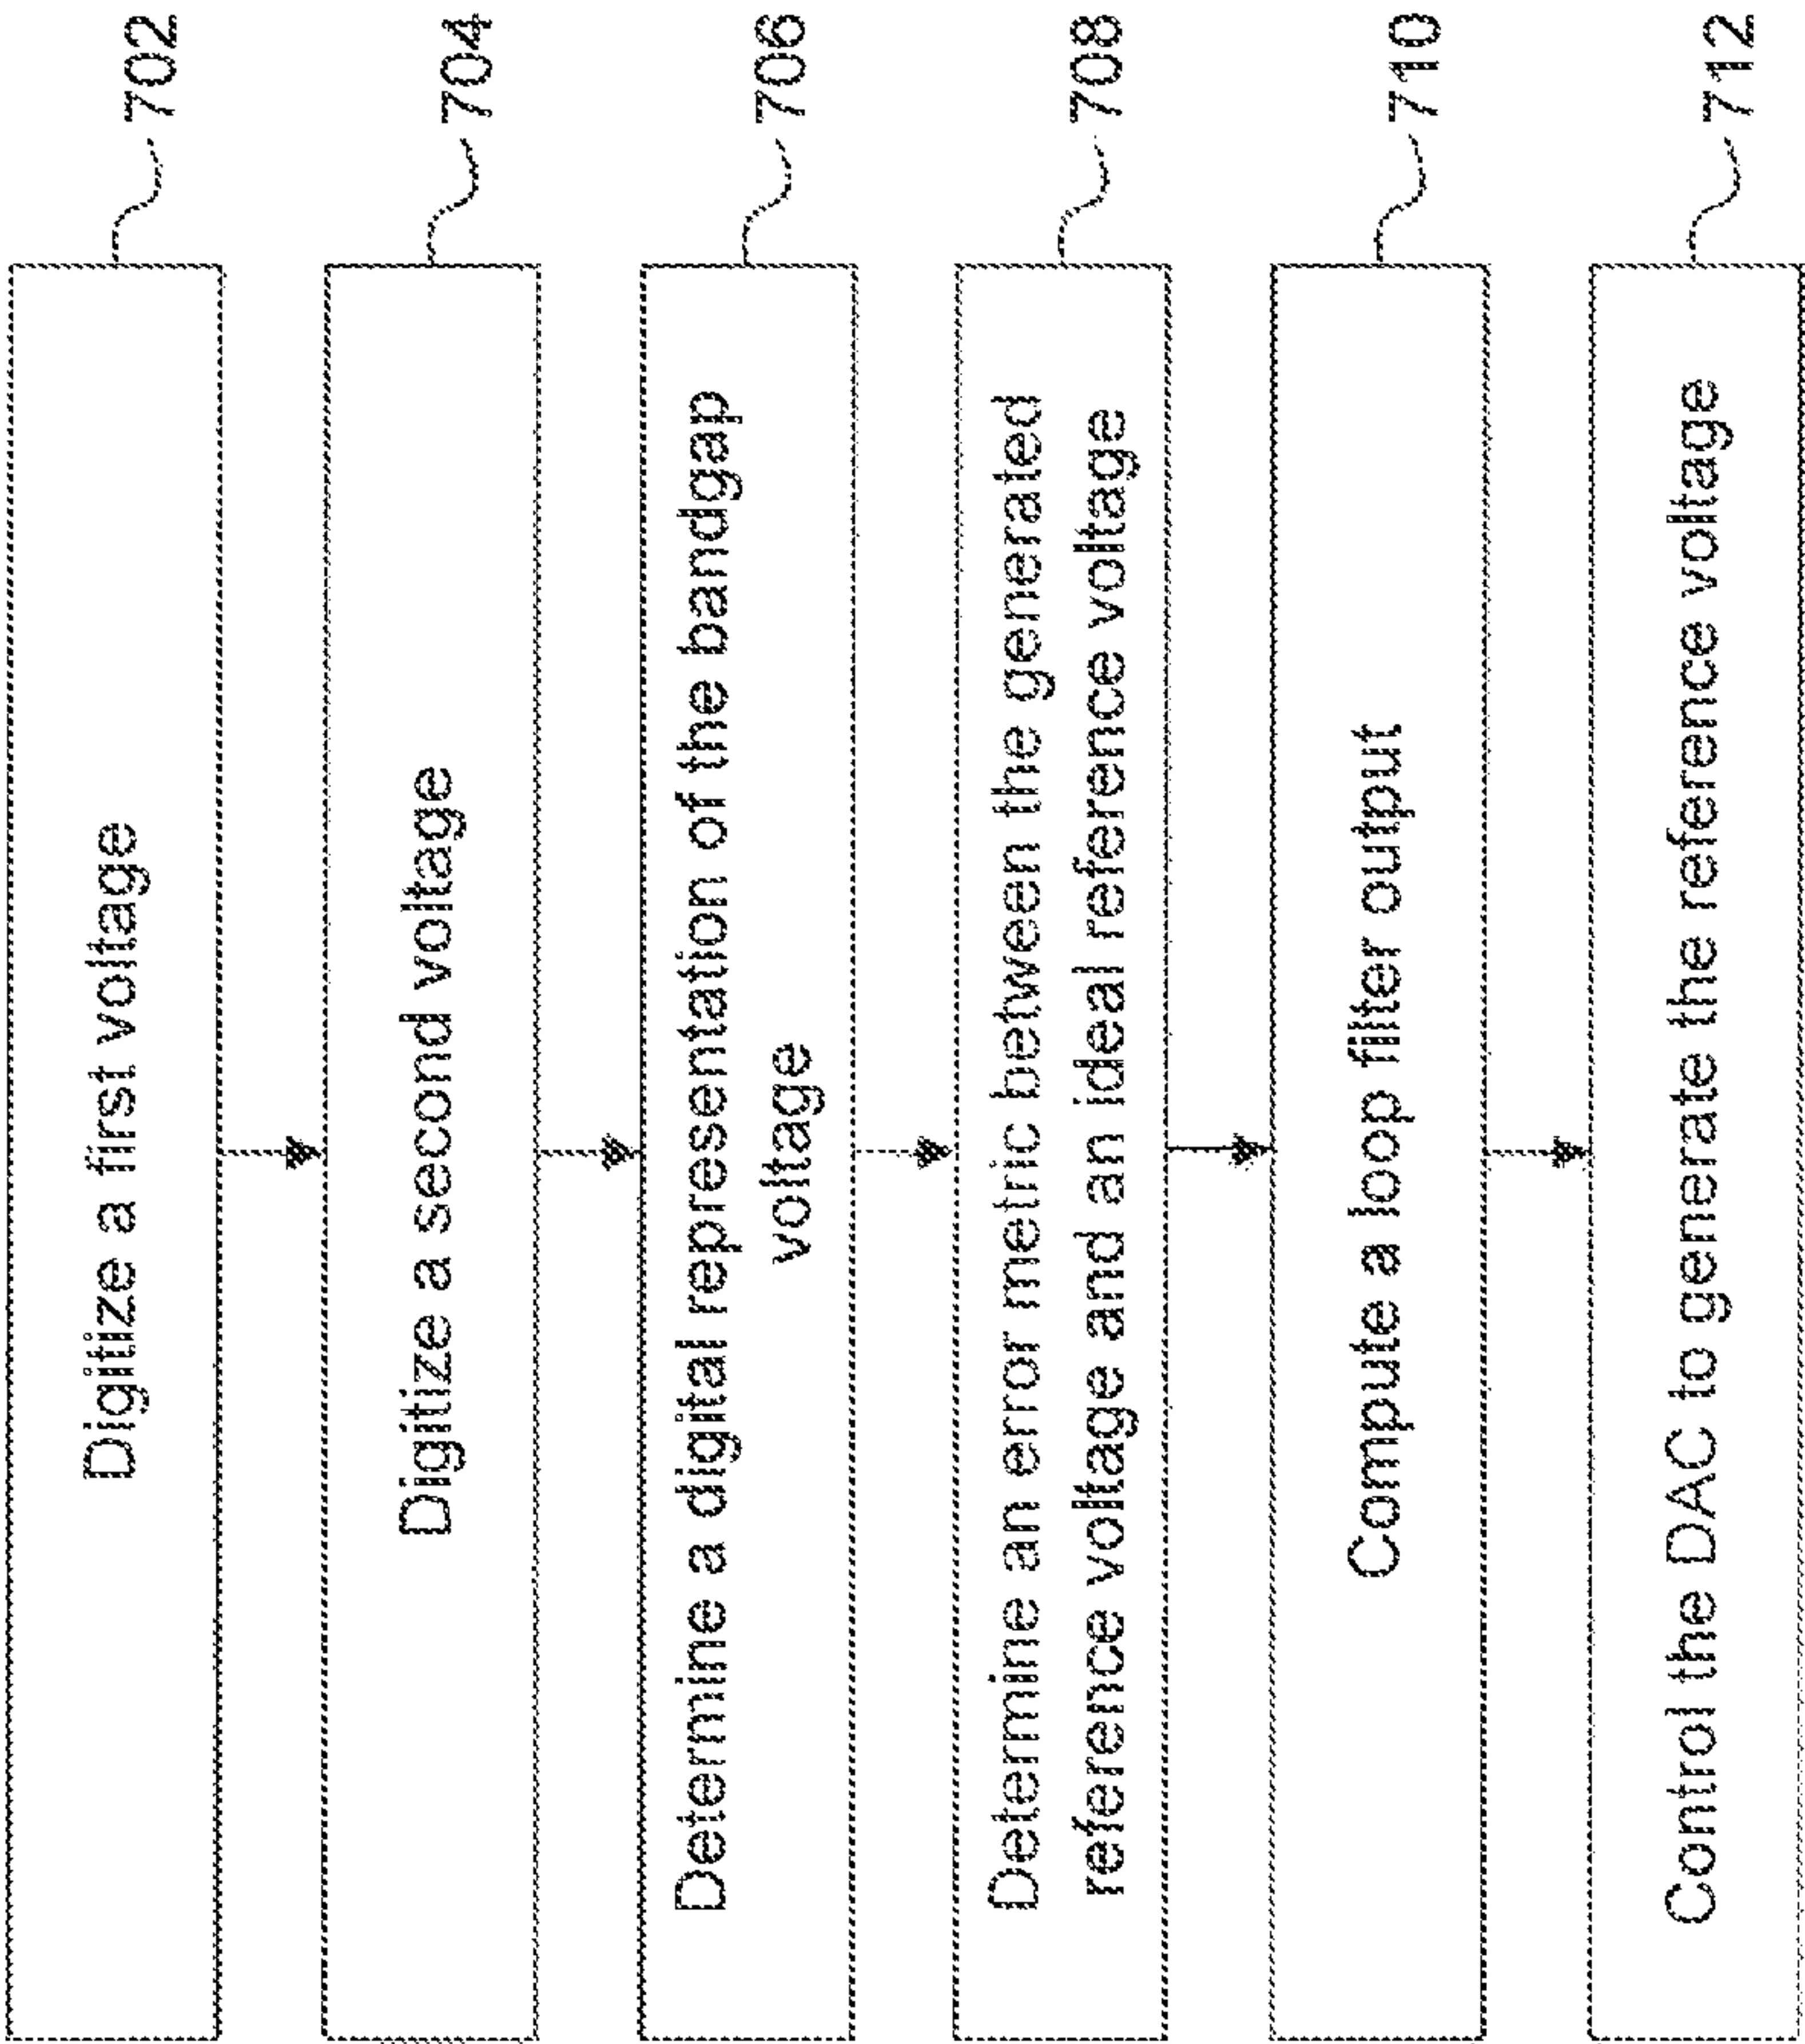 Digitize a first voltage
702
Digitize a second voltage
704
Determine a digital representation of the bandgap
voltage
706
Determine an error metric between the generated
reference voltage and an ideal reference voltage
708
Compute a loop filter output
710
Control the DAC to generate the reference voltage
712